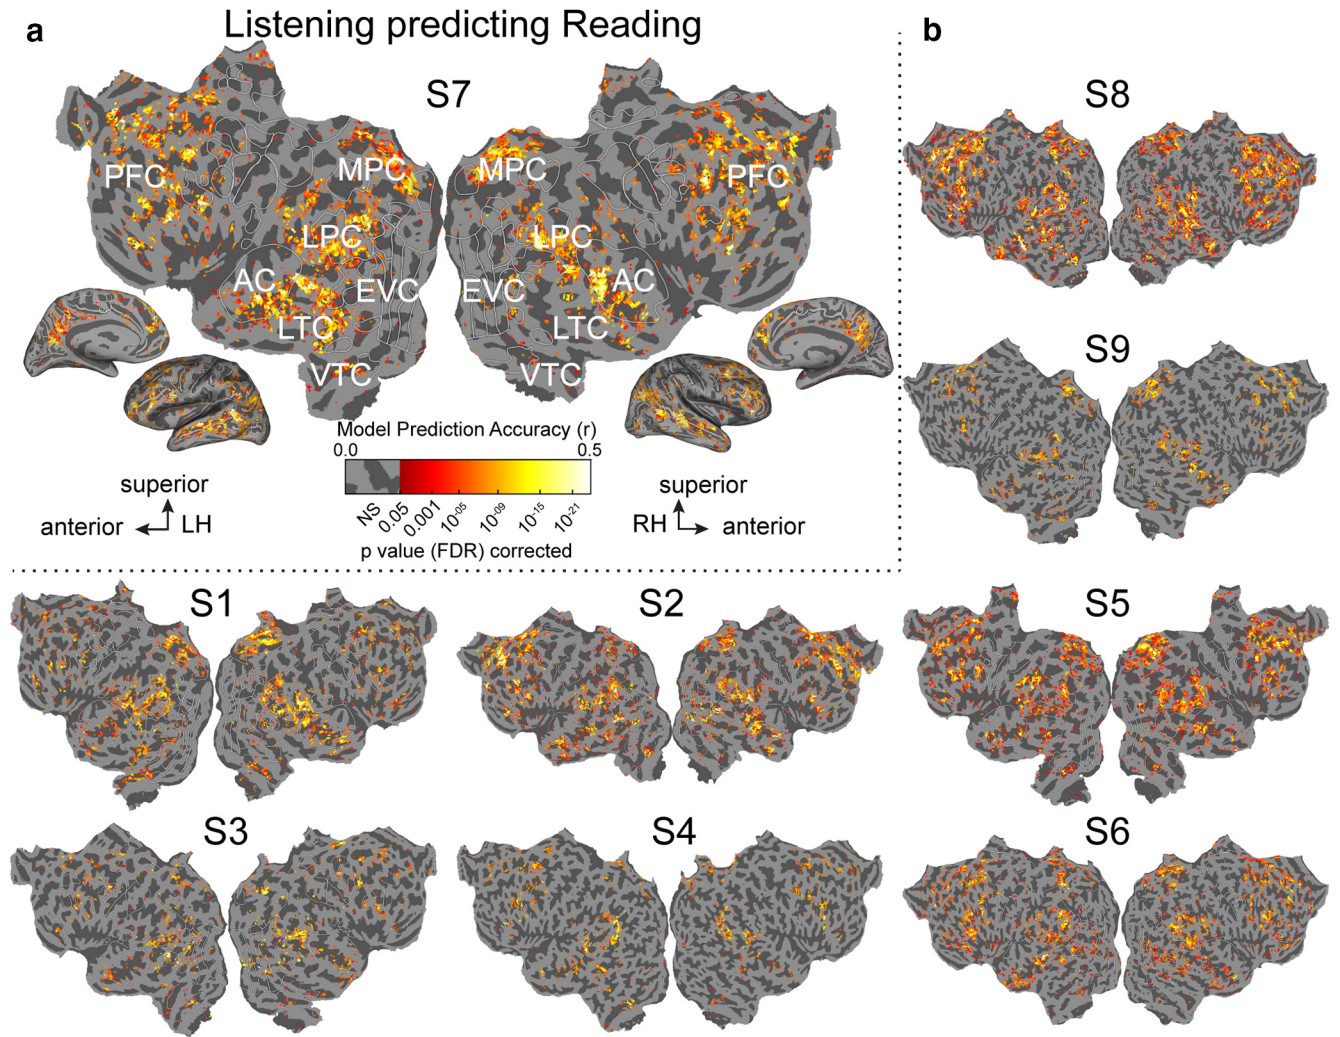 a
Listening predicting Reading
b
S7
S8
PFC
MPC
MPC
PFC
LPC
LPC
AC
EVC
EVC
AC
LTC
LTC
VTC
VTC
S9
Model Prediction Accuracy (r)
0.0
0.5
NS
0.05
0.001
10⁻⁰⁵
10⁻⁰⁹
10⁻¹⁵
10⁻²¹
p value (FDR) corrected
superior
anterior
LH
superior
RH
anterior
S1
S2
S5
S3
S4
S6